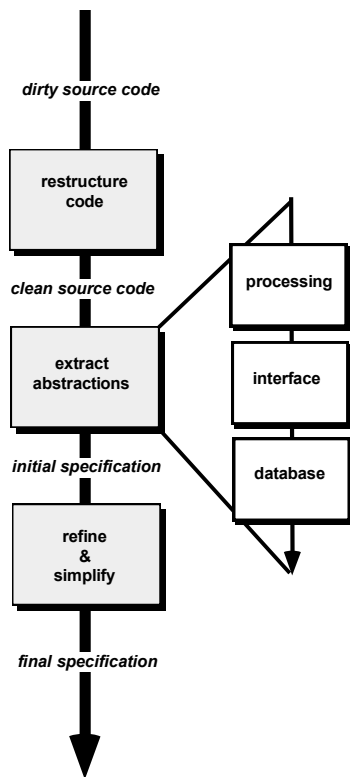 dirty source code
restructure
code
clean source code
extract
abstractions
initial specification
refine
&
simplify
final specification
processing
interface
database